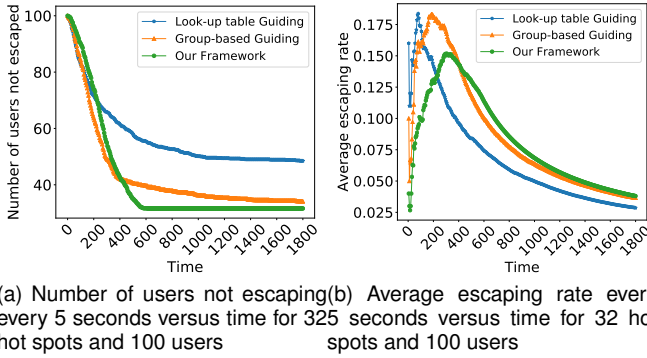 Number of users not escaped
100
80
60
40
0
200
400
600
800
1000
1200
1400
1600
1800
Time
Look-up table Guiding
Group-based Guiding
Our Framework
Average escaping rate
0.175
0.150
0.125
0.100
0.075
0.050
0.025
0
200
400
600
800
1000
1200
1400
1600
1800
Time
Look-up table Guiding
Group-based Guiding
Our Framework
(a) Number of users not escaping
every 5 seconds versus time for 32
hot spots and 100 users
(b) Average escaping rate every
5 seconds versus time for 32 hot
spots and 100 users